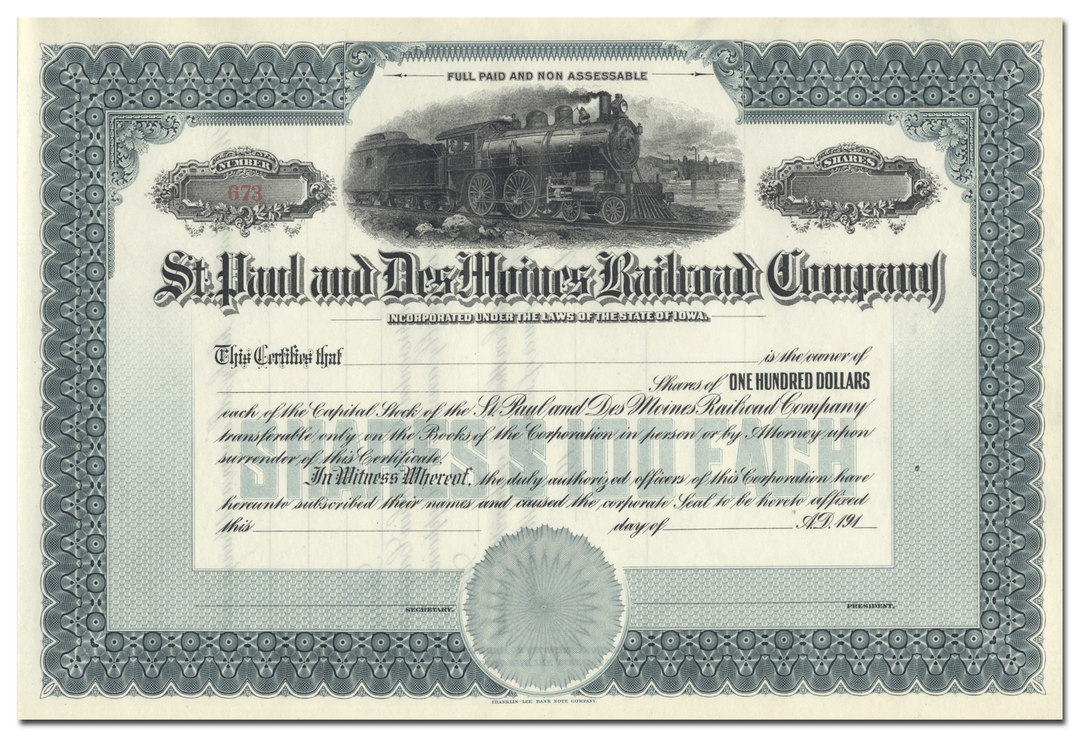 FULL PAID AND NON ASSESSABLE
NUMBER
673
SHARES
St. Paul and Des Moines Railroad Company
INCORPORATED UNDER THE LAWS OF THE STATE OF IOWA.
This Certifies that is the owner of
Shares of ONE HUNDRED DOLLARS
each of the Capital Stock of the St. Paul and Des Moines Railroad Company
transferable only on the Books of the Corporation in person or by Attorney upon
surrender of this Certificate.
SHARES $100 EACH
In Witness Whereof, the duly authorized officers of this Corporation have
hereunto subscribed their names and caused the corporate Seal to be hereto affixed
this day of A.D. 191
SECRETARY.
PRESIDENT.
FRANKLIN-LEE BANK NOTE COMPANY